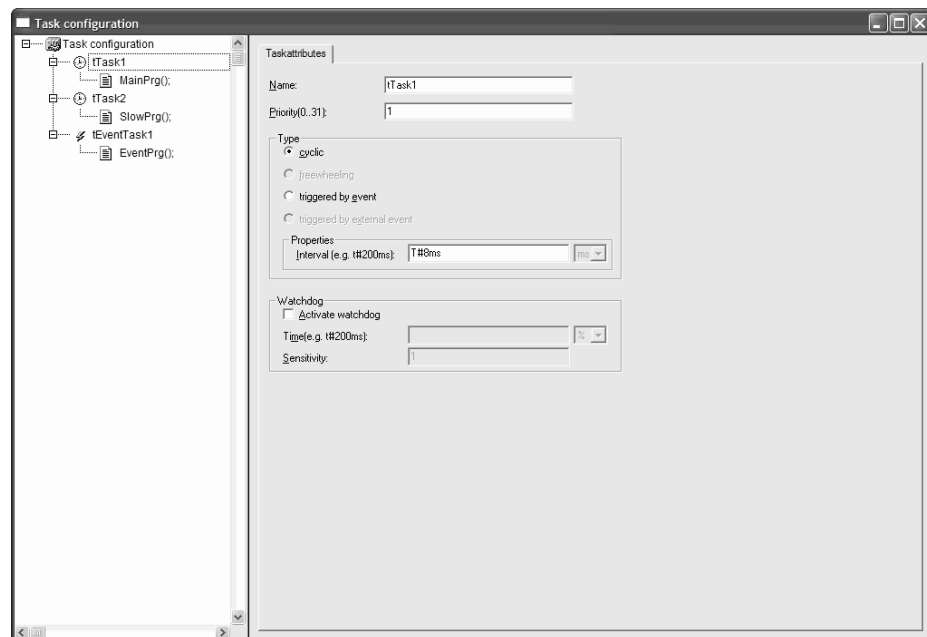 Task configuration
Task configuration
tTask1
MainPrg();
tTask2
SlowPrg();
tEventTask1
EventPrg();
Taskattributes
Name: tTask1
Priority(0..31): 1
Type
cyclic
freewheeling
triggered by event
triggered by external event
Properties
Interval (e.g. t#200ms): T#8ms ms
Watchdog
Activate watchdog
Time(e.g. t#200ms): %
Sensitivity: 1